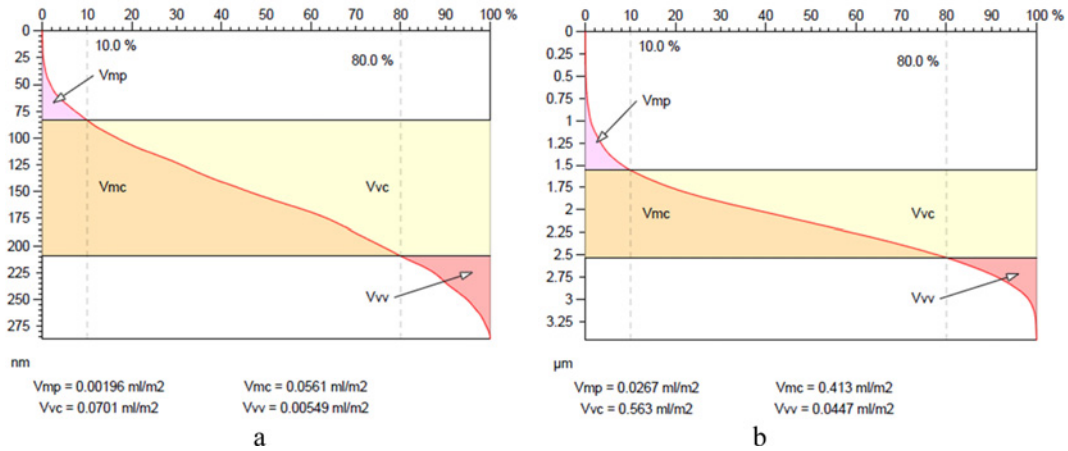 0 10 20 30 40 50 60 70 80 90 100 %
0
25
50
75
100
125
150
175
200
225
250
275
nm
10.0 %
80.0 %
Vmp
Vmc
Vvc
Vvv
Vmp = 0.00196 ml/m2 Vmc = 0.0561 ml/m2
Vvc = 0.0701 ml/m2 Vvv = 0.00549 ml/m2
a
0 10 20 30 40 50 60 70 80 90 100 %
0
0.25
0.5
0.75
1
1.25
1.5
1.75
2
2.25
2.5
2.75
3
3.25
µm
10.0 %
80.0 %
Vmp
Vmc
Vvc
Vvv
Vmp = 0.0267 ml/m2 Vmc = 0.413 ml/m2
Vvc = 0.563 ml/m2 Vvv = 0.0447 ml/m2
b